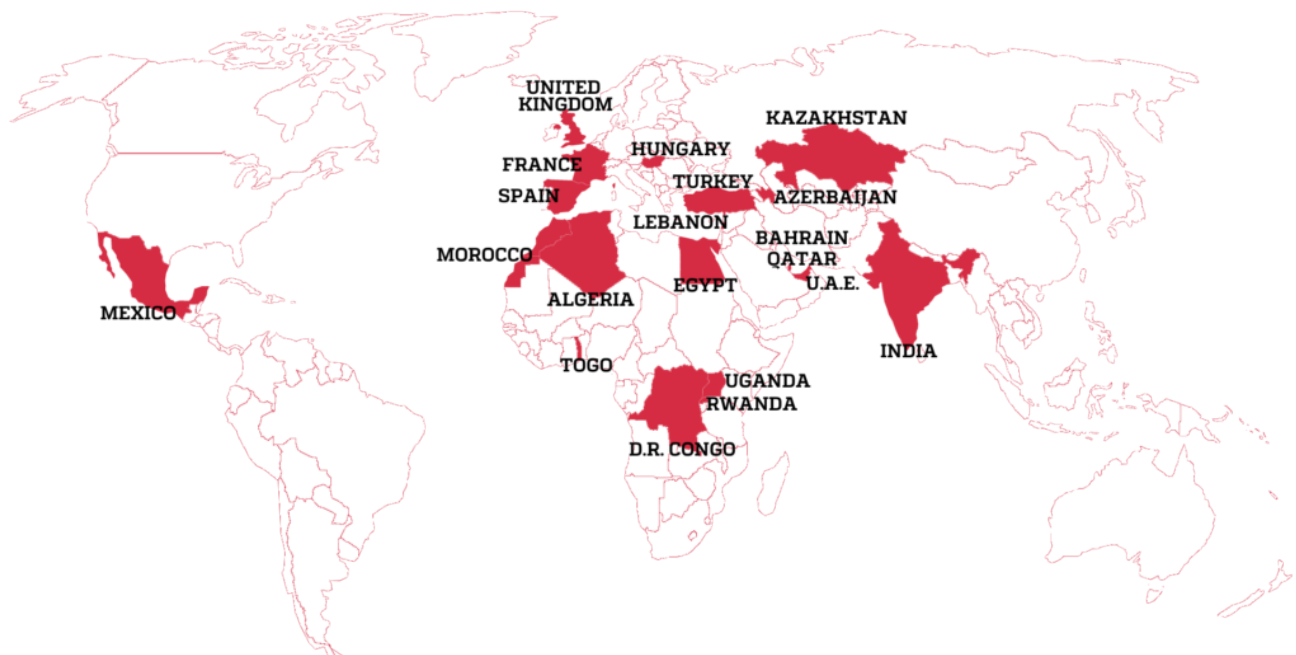 UNITED
KINGDOM
KAZAKHSTAN
HUNGARY
FRANCE
TURKEY
SPAIN
AZERBAIJAN
LEBANON
BAHRAIN
MOROCCO
QATAR
U.A.E.
EGYPT
ALGERIA
MEXICO
INDIA
TOGO
UGANDA
RWANDA
D.R. CONGO